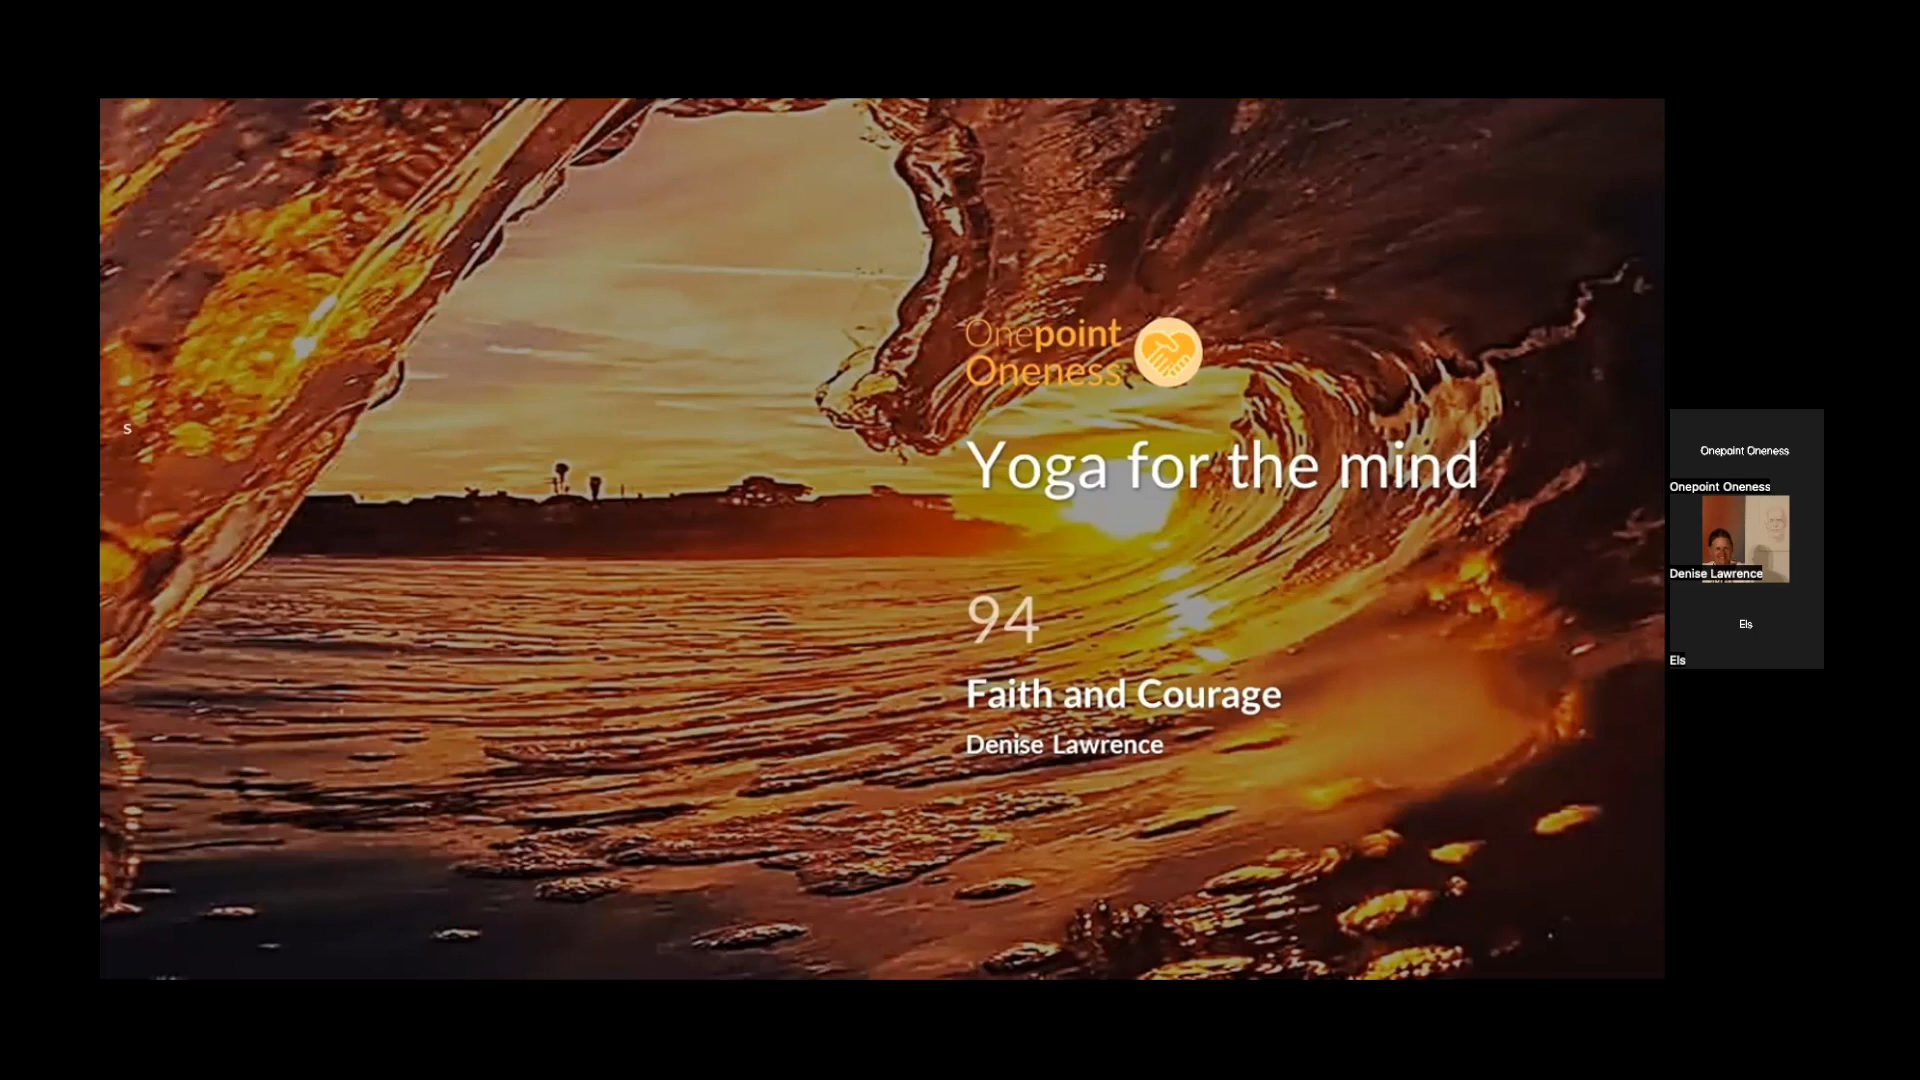 Onepoint
Oneness
Yoga for the mind
94
Faith and Courage
Denise Lawrence
s
Onepoint Oneness
Onepoint Oneness
Denise Lawrence
Els
Els